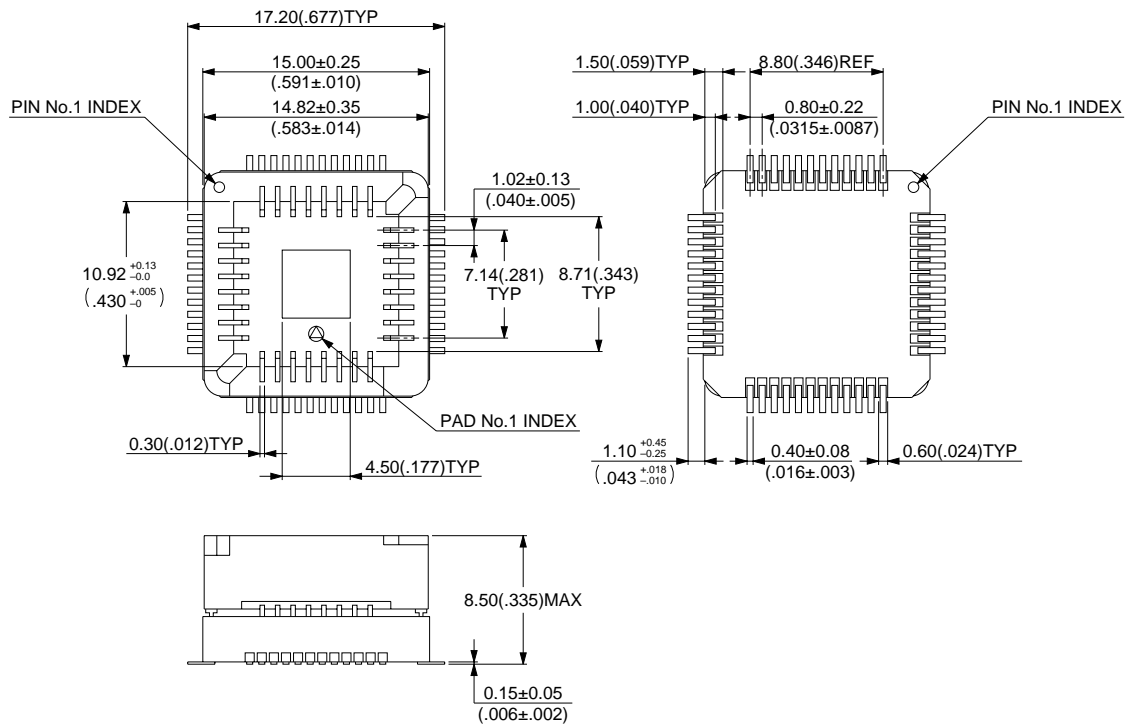 17.20(.677)TYP
15.00±0.25
(.591±.010)
PIN No.1 INDEX
14.82±0.35
(.583±.014)
1.02±0.13
(.040±.005)
10.92 +0.13 –0.0
(.430 +.005 –0)
7.14(.281)
TYP
8.71(.343)
TYP
PAD No.1 INDEX
0.30(.012)TYP
4.50(.177)TYP
1.50(.059)TYP
8.80(.346)REF
1.00(.040)TYP
0.80±0.22
(.0315±.0087)
PIN No.1 INDEX
1.10 +0.45 –0.25
(.043 +.018 –.010)
0.40±0.08
(.016±.003)
0.60(.024)TYP
8.50(.335)MAX
0.15±0.05
(.006±.002)